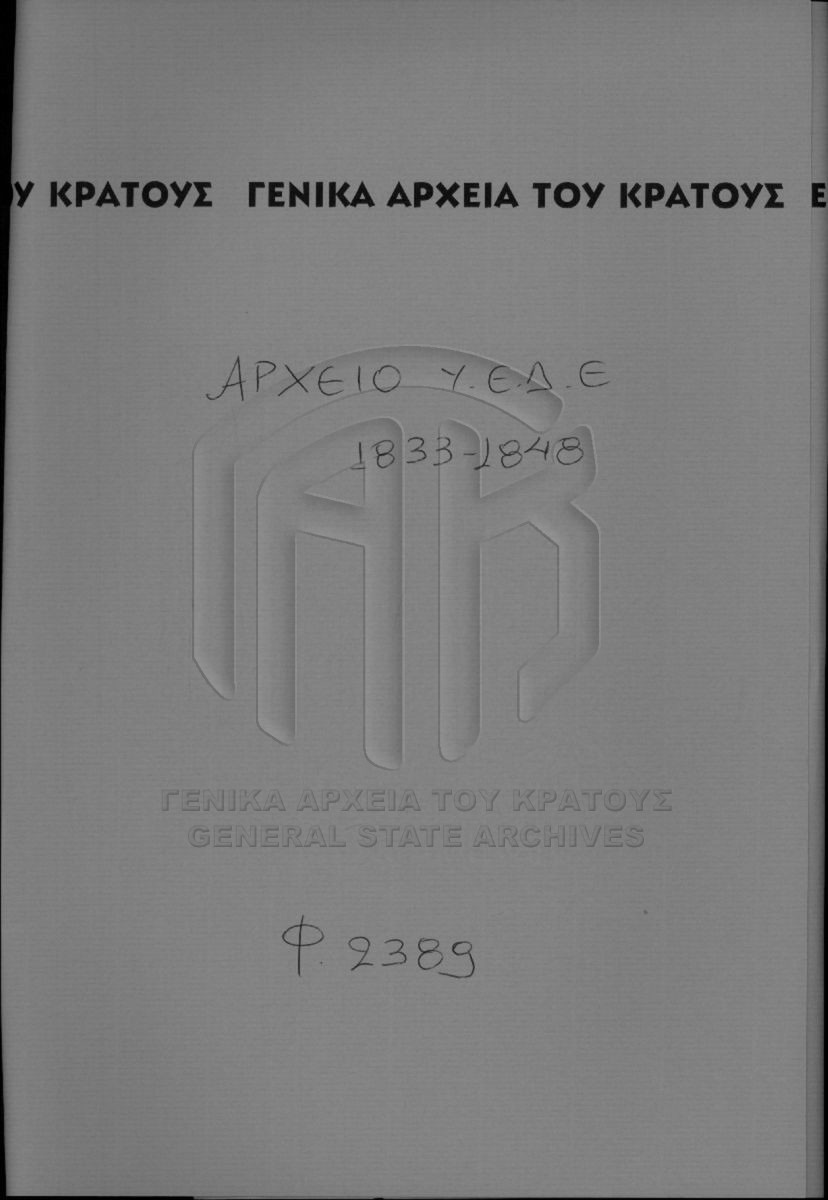 Υ ΚΡΑΤΟΥΣ ΓΕΝΙΚΑ ΑΡΧΕΙΑ ΤΟΥ ΚΡΑΤΟΥΣ Ε
ΑΡΧΕΙΟ Υ.Ε.Δ.Ε
1833-1848
ΓΕΝΙΚΑ ΑΡΧΕΙΑ ΤΟΥ ΚΡΑΤΟΥΣ
GENERAL STATE ARCHIVES
Φ. 2389